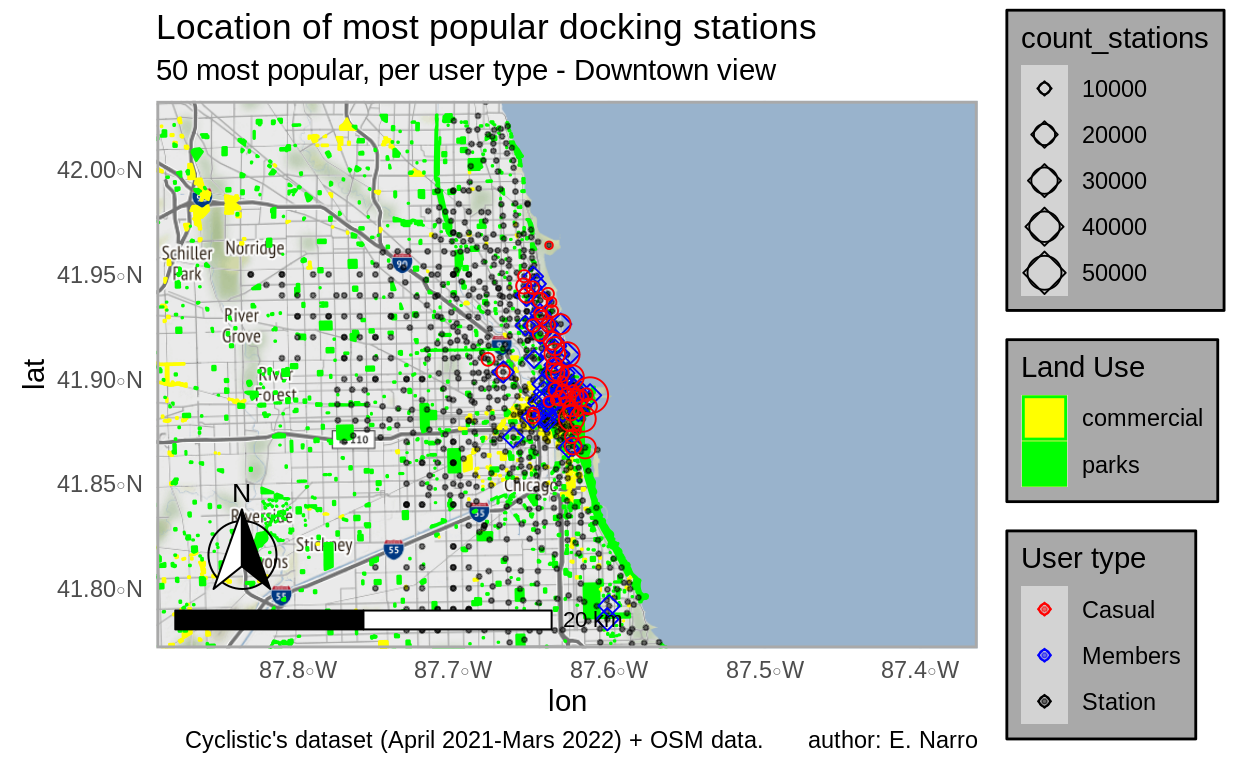 Location of most popular docking stations
50 most popular, per user type - Downtown view
count_stations
10000
20000
30000
40000
50000
Land Use
commercial
parks
User type
Casual
Members
Station
lat
42.00○N
41.95○N
41.90○N
41.85○N
41.80○N
Schiller
Park
Norridge
90
River
Grove
River
Forest
110
Chicago
N
Riverside
Stickney
55
55
55
20 km
87.8○W
87.7○W
87.6○W
87.5○W
87.4○W
lon
Cyclistic's dataset (April 2021-Mars 2022) + OSM data.
author: E. Narro